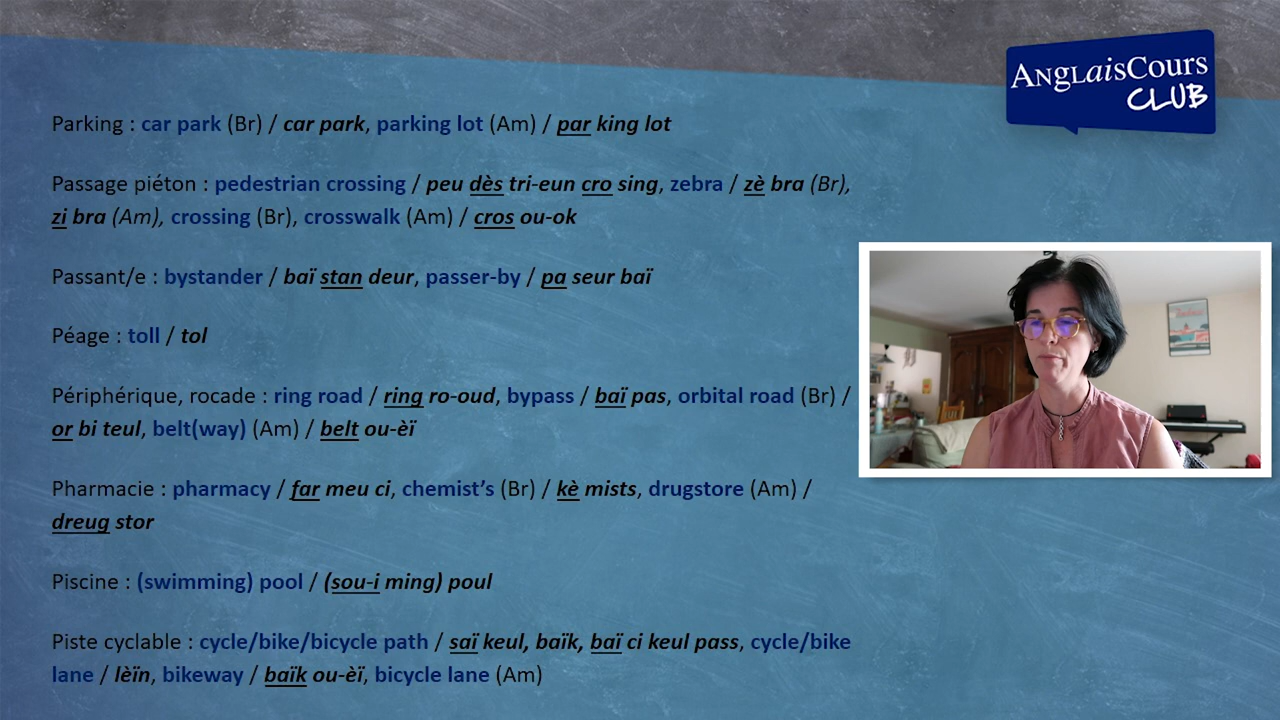 ANGLAISCOURS
CLUB
Parking : car park (Br) / car park, parking lot (Am) / par king lot
Passage piéton : pedestrian crossing / peu dès tri-eun cro sing, zebra / zè bra (Br),
zi bra (Am), crossing (Br), crosswalk (Am) / cros ou-ok
Passant/e : bystander / baï stan deur, passer-by / pa seur baï
Péage : toll / tol
Périphérique, rocade : ring road / ring ro-oud, bypass / baï pas, orbital road (Br) /
or bi teul, belt(way) (Am) / belt ou-èï
Pharmacie : pharmacy / far meu ci, chemist’s (Br) / kè mists, drugstore (Am) /
dreug stor
Piscine : (swimming) pool / (sou-i ming) poul
Piste cyclable : cycle/bike/bicycle path / saï keul, baïk, baï ci keul pass, cycle/bike
lane / lèïn, bikeway / baïk ou-èï, bicycle lane (Am)